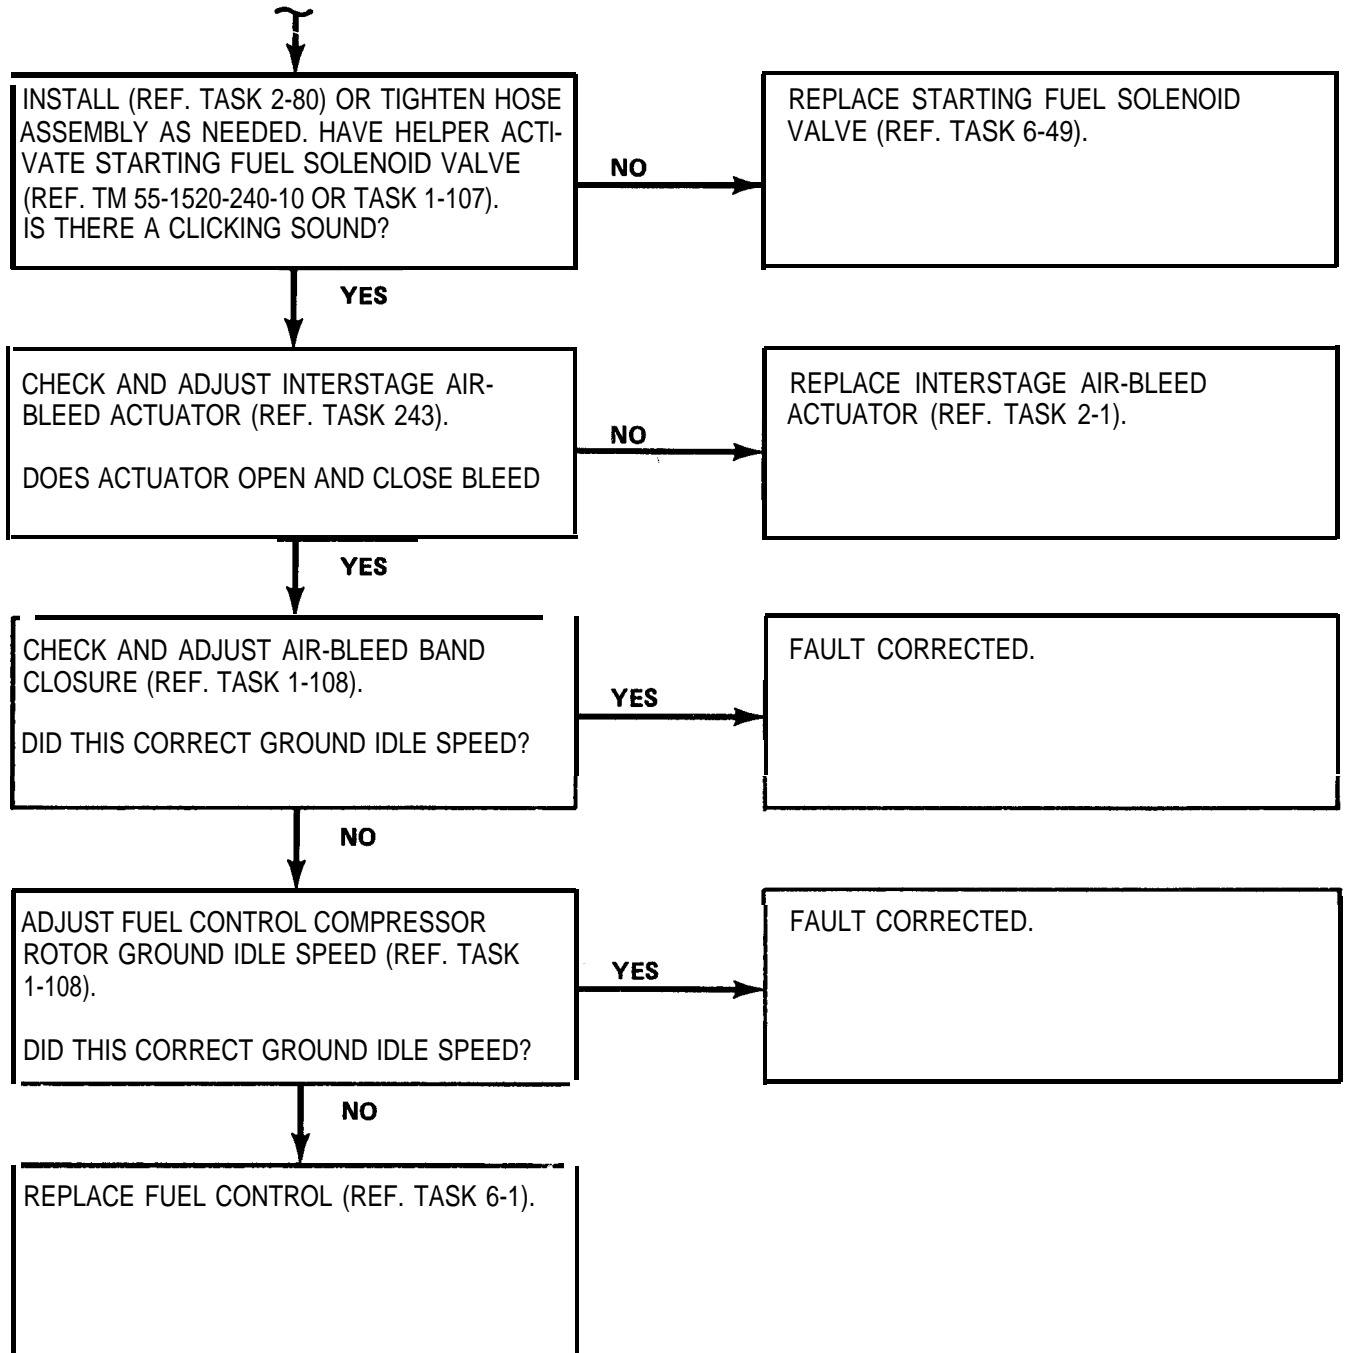 INSTALL (REF. TASK 2-80) OR TIGHTEN HOSE
ASSEMBLY AS NEEDED. HAVE HELPER ACTI-
VATE STARTING FUEL SOLENOID VALVE
(REF. TM 55-1520-240-10 OR TASK 1-107).
IS THERE A CLICKING SOUND?
NO
REPLACE STARTING FUEL SOLENOID
VALVE (REF. TASK 6-49).
YES
CHECK AND ADJUST INTERSTAGE AIR-
BLEED ACTUATOR (REF. TASK 243).
DOES ACTUATOR OPEN AND CLOSE BLEED
NO
REPLACE INTERSTAGE AIR-BLEED
ACTUATOR (REF. TASK 2-1).
YES
CHECK AND ADJUST AIR-BLEED BAND
CLOSURE (REF. TASK 1-108).
DID THIS CORRECT GROUND IDLE SPEED?
YES
FAULT CORRECTED.
NO
ADJUST FUEL CONTROL COMPRESSOR
ROTOR GROUND IDLE SPEED (REF. TASK
1-108).
DID THIS CORRECT GROUND IDLE SPEED?
YES
FAULT CORRECTED.
NO
REPLACE FUEL CONTROL (REF. TASK 6-1).